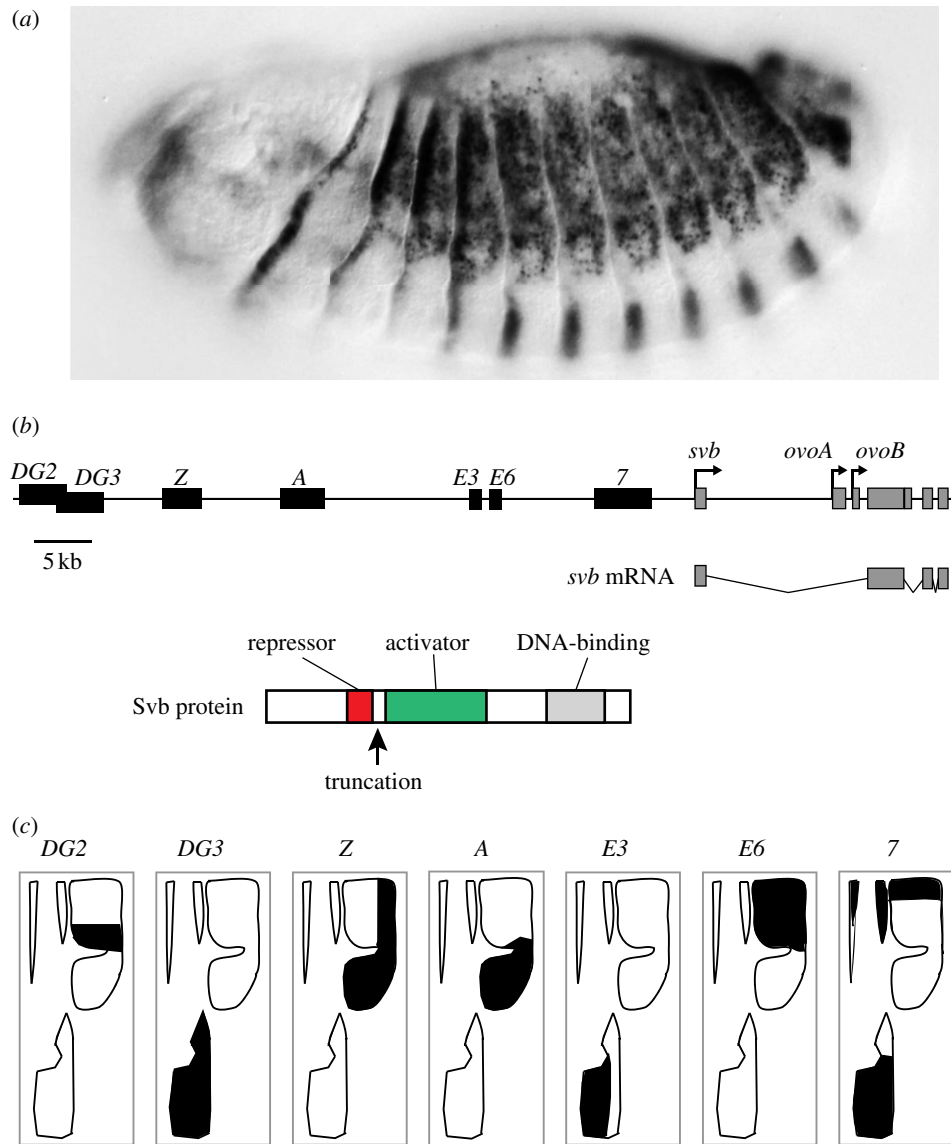 (a)
(b)
DG2 DG3 Z A E3 E6 7 svb ovoA ovoB
5 kb
svb mRNA
repressor activator DNA-binding
Svb protein
truncation
(c)
DG2 DG3 Z A E3 E6 7